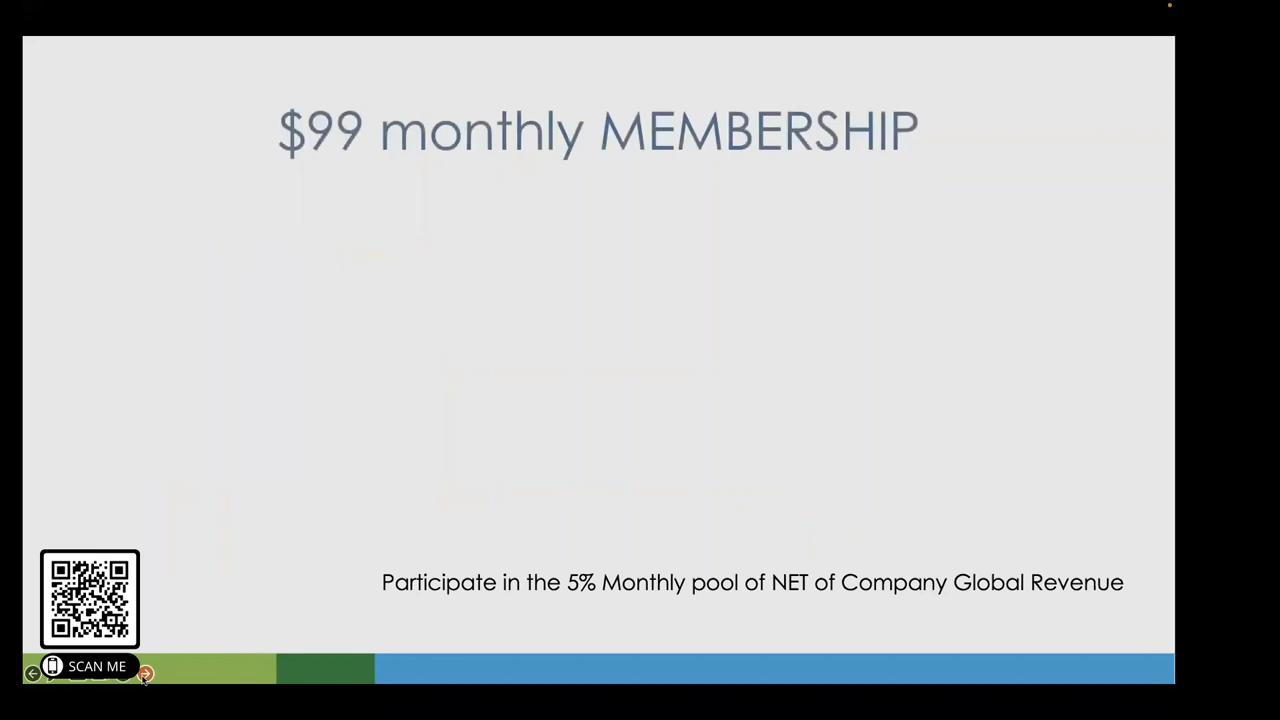 $99 monthly MEMBERSHIP
Participate in the 5% Monthly pool of NET of Company Global Revenue
SCAN ME